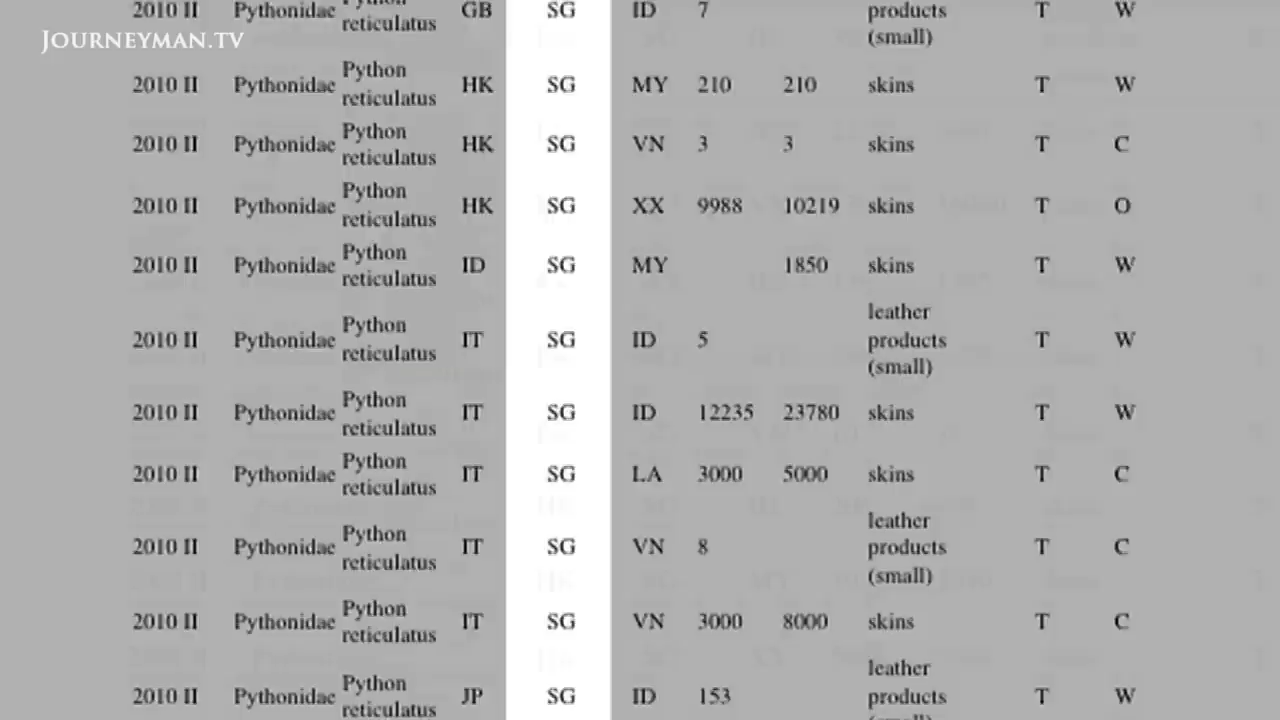 JOURNEYMAN.TV
2010 II Pythonidae Python reticulatus GB SG ID 7 products (small) T W
2010 II Pythonidae Python reticulatus HK SG MY 210 210 skins T W
2010 II Pythonidae Python reticulatus HK SG VN 3 3 skins T C
2010 II Pythonidae Python reticulatus HK SG XX 9988 10219 skins T O
2010 II Pythonidae Python reticulatus ID SG MY 1850 skins T W
2010 II Pythonidae Python reticulatus IT SG ID 5 leather products (small) T W
2010 II Pythonidae Python reticulatus IT SG ID 12235 23780 skins T W
2010 II Pythonidae Python reticulatus IT SG LA 3000 5000 skins T C
2010 II Pythonidae Python reticulatus IT SG VN 8 leather products (small) T C
2010 II Pythonidae Python reticulatus IT SG VN 3000 8000 skins T C
2010 II Pythonidae Python reticulatus JP SG ID 153 leather products T W